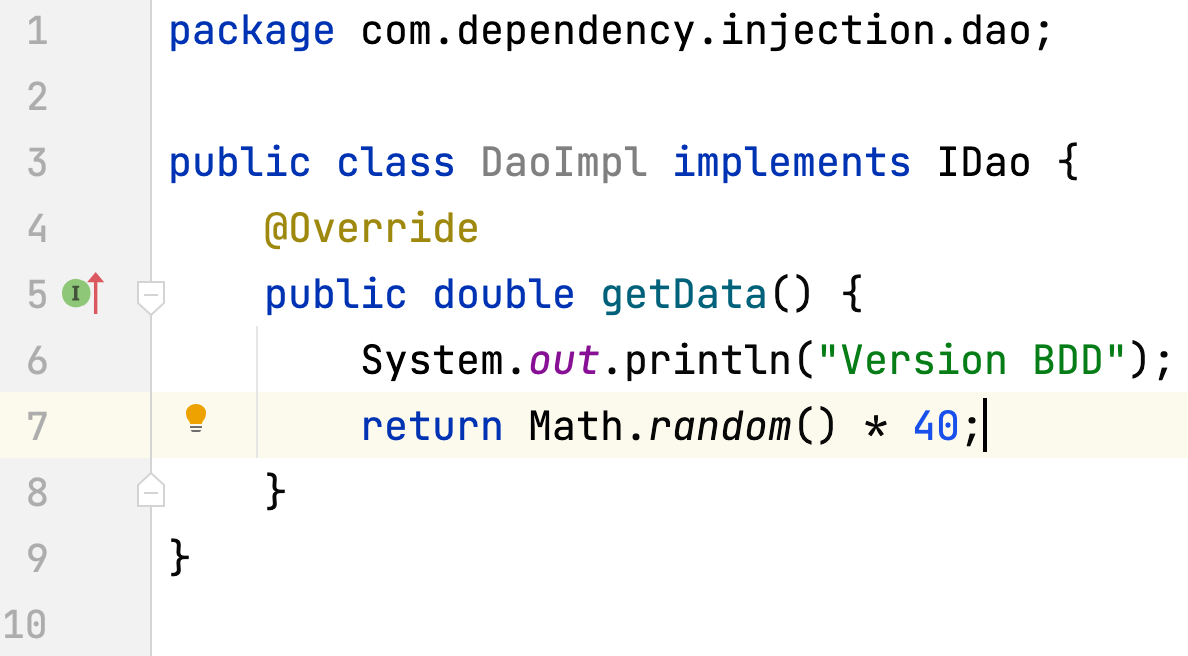 1 package com.dependency.injection.dao;
2
3 public class DaoImpl implements IDao {
4 @Override
5 I public double getData() {
6 System.out.println("Version BDD");
7 return Math.random() * 40;
8 }
9 }
10